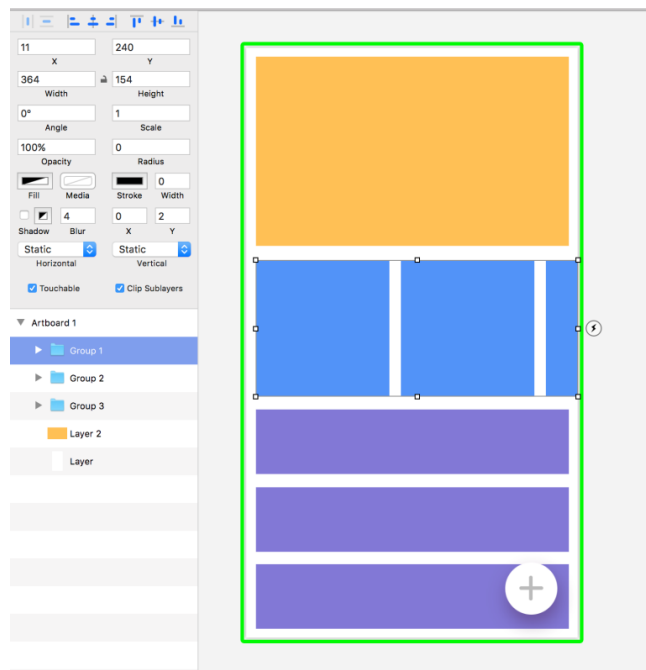 11 240
X Y
364 154
Width Height
0° 1
Angle Scale
100% 0
Opacity Radius
0
Fill Media Stroke Width
4 0 2
Shadow Blur X Y
Static Static
Horizontal Vertical
Touchable Clip Sublayers
Artboard 1
Group 1
Group 2
Group 3
Layer 2
Layer